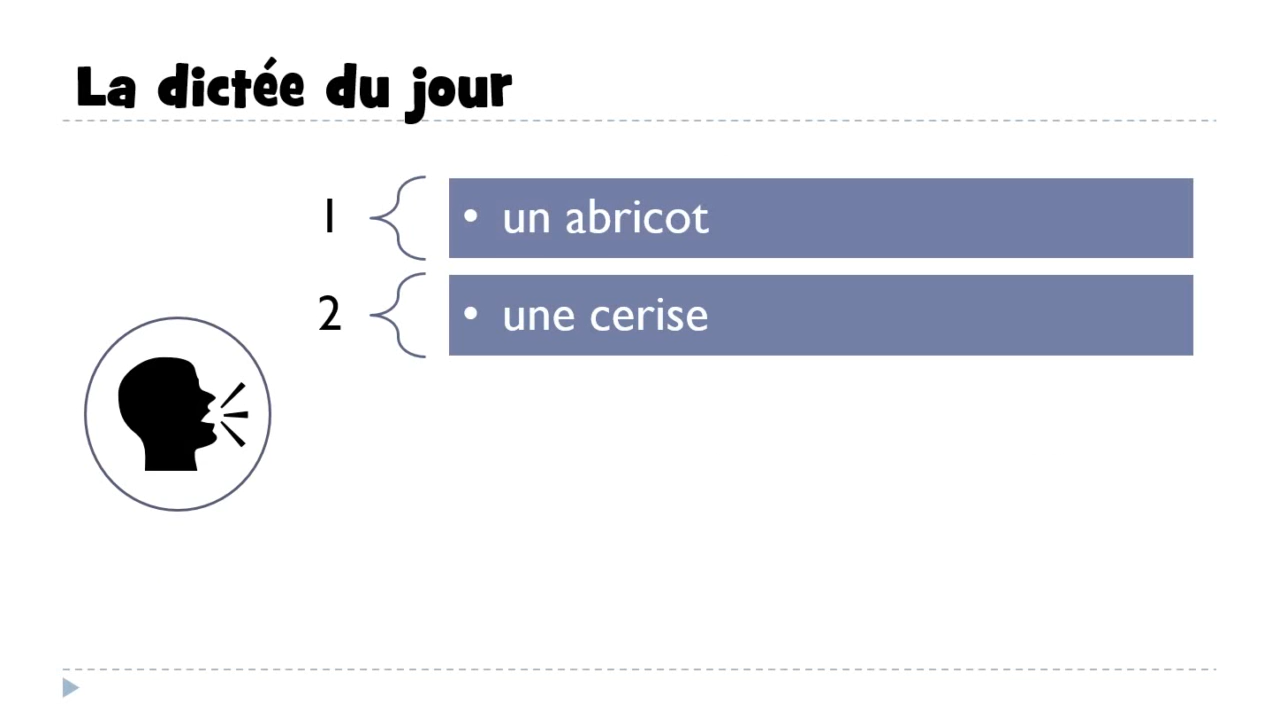 La dictée du jour
1 • un abricot
2 • une cerise